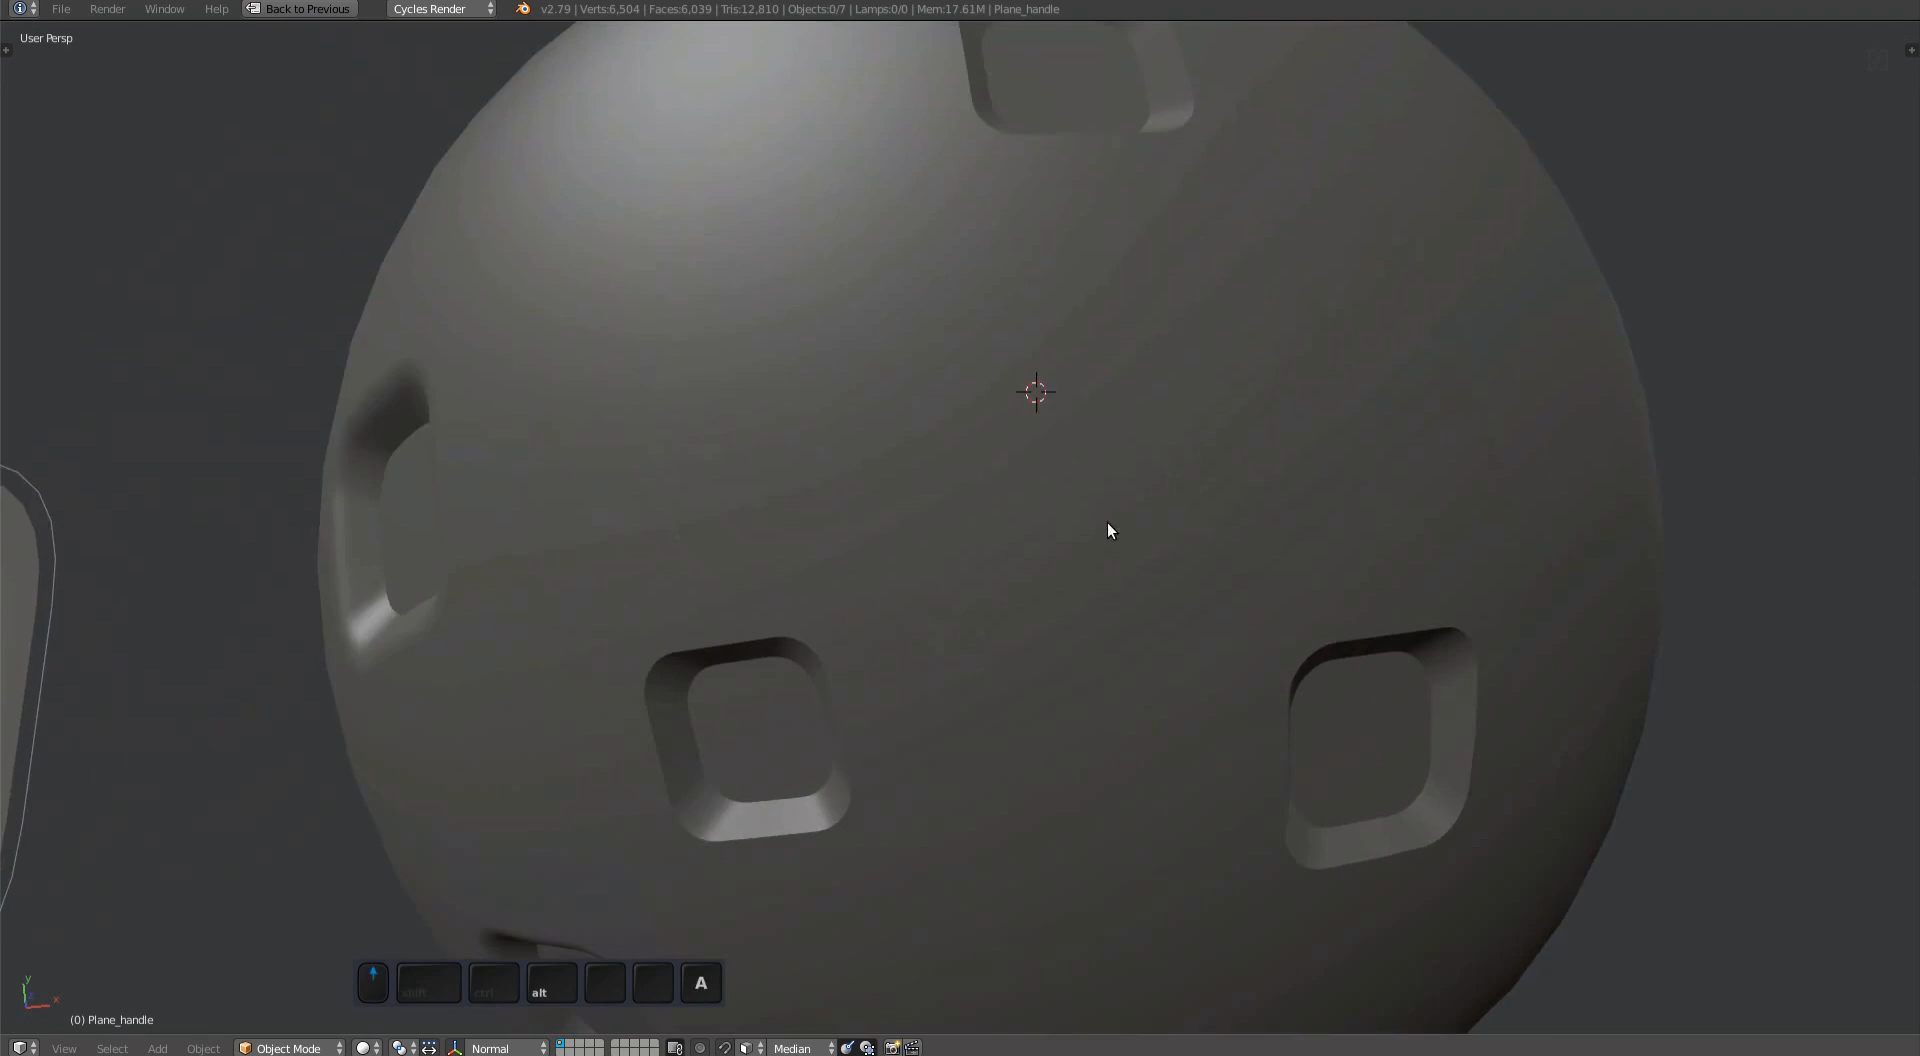 File Render Window Help Back to Previous Cycles Render v2.79 | Verts:6,504 | Faces:6,039 | Tris:12,810 | Objects:0/7 | Lamps:0/0 | Mem:17.61M | Plane_handle
User Persp
shift ctrl alt A
y
z x
(0) Plane_handle
View Select Add Object Object Mode Normal Median